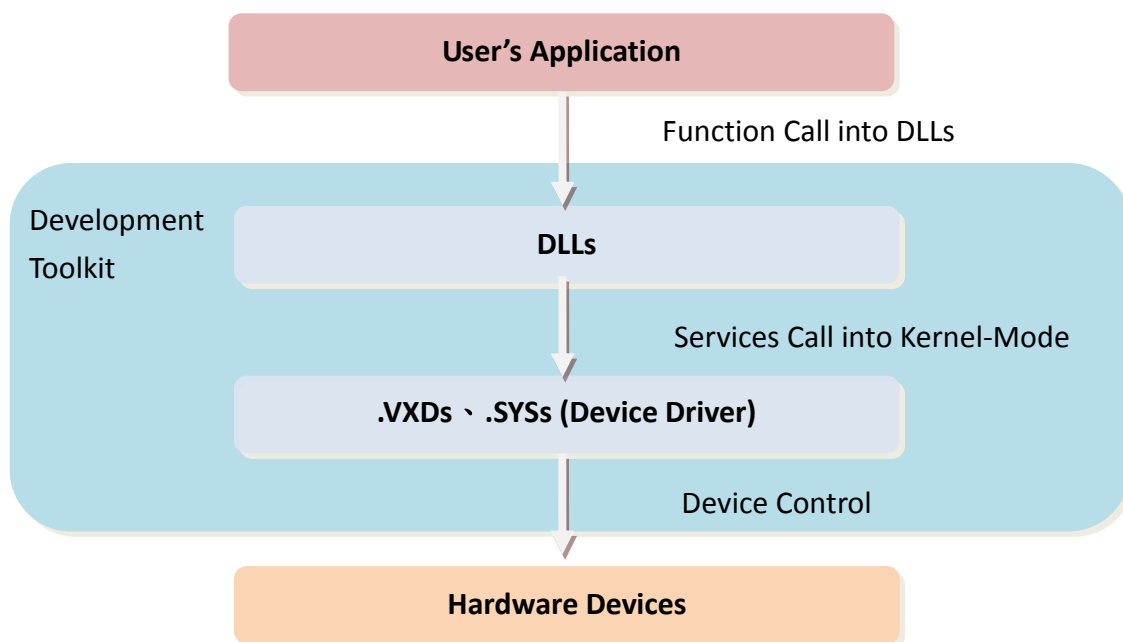 User’s Application
Function Call into DLLs
Development
Toolkit
DLLs
Services Call into Kernel-Mode
.VXDs、.SYSs (Device Driver)
Device Control
Hardware Devices